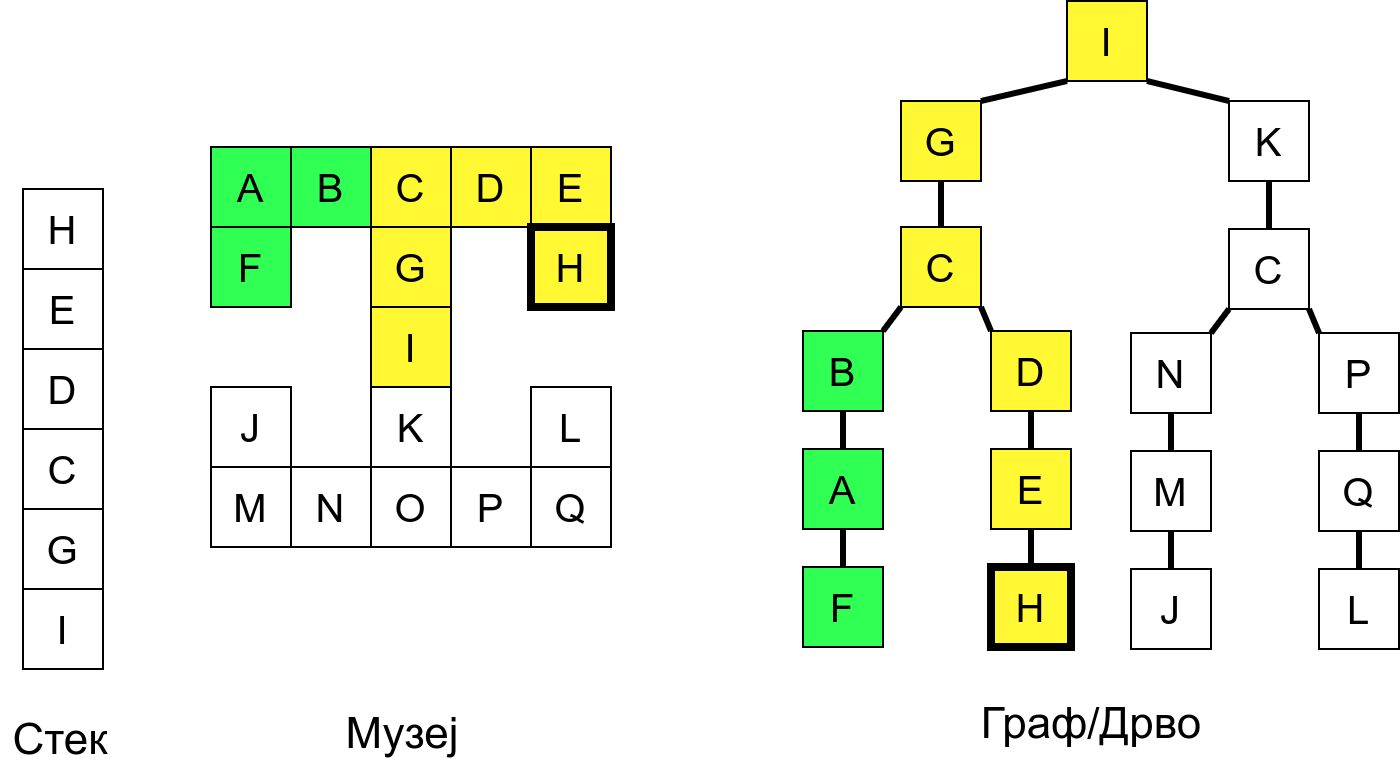 H
E
D
C
G
I
Стек
A B C D E
F G H
I
J K L
M N O P Q
Музеј
I
G K
C C
B D N P
A E M Q
F H J L
Граф/Дрво